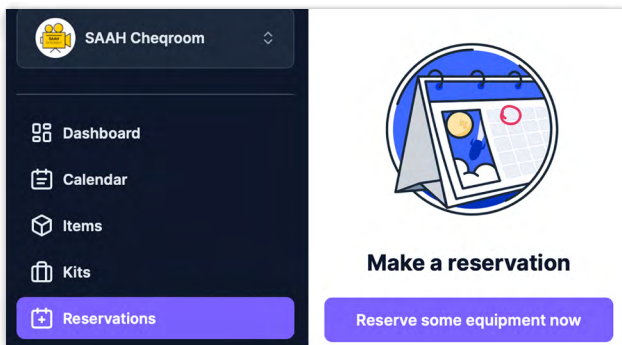 SAAH Cheqroom
Dashboard
Calendar
Items
Kits
Reservations
Make a reservation
Reserve some equipment now